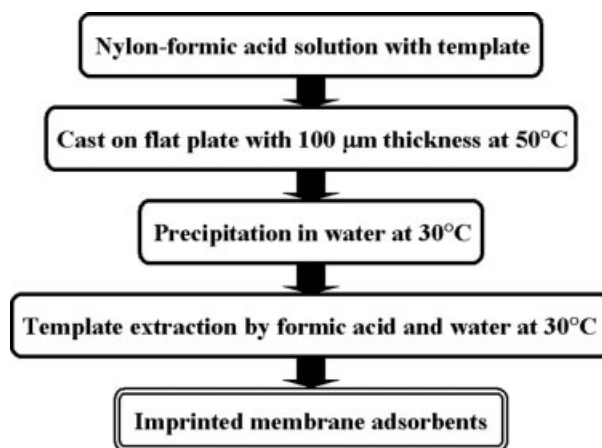 Nylon-formic acid solution with template
Cast on flat plate with 100 μm thickness at 50°C
Precipitation in water at 30°C
Template extraction by formic acid and water at 30°C
Imprinted membrane adsorbents